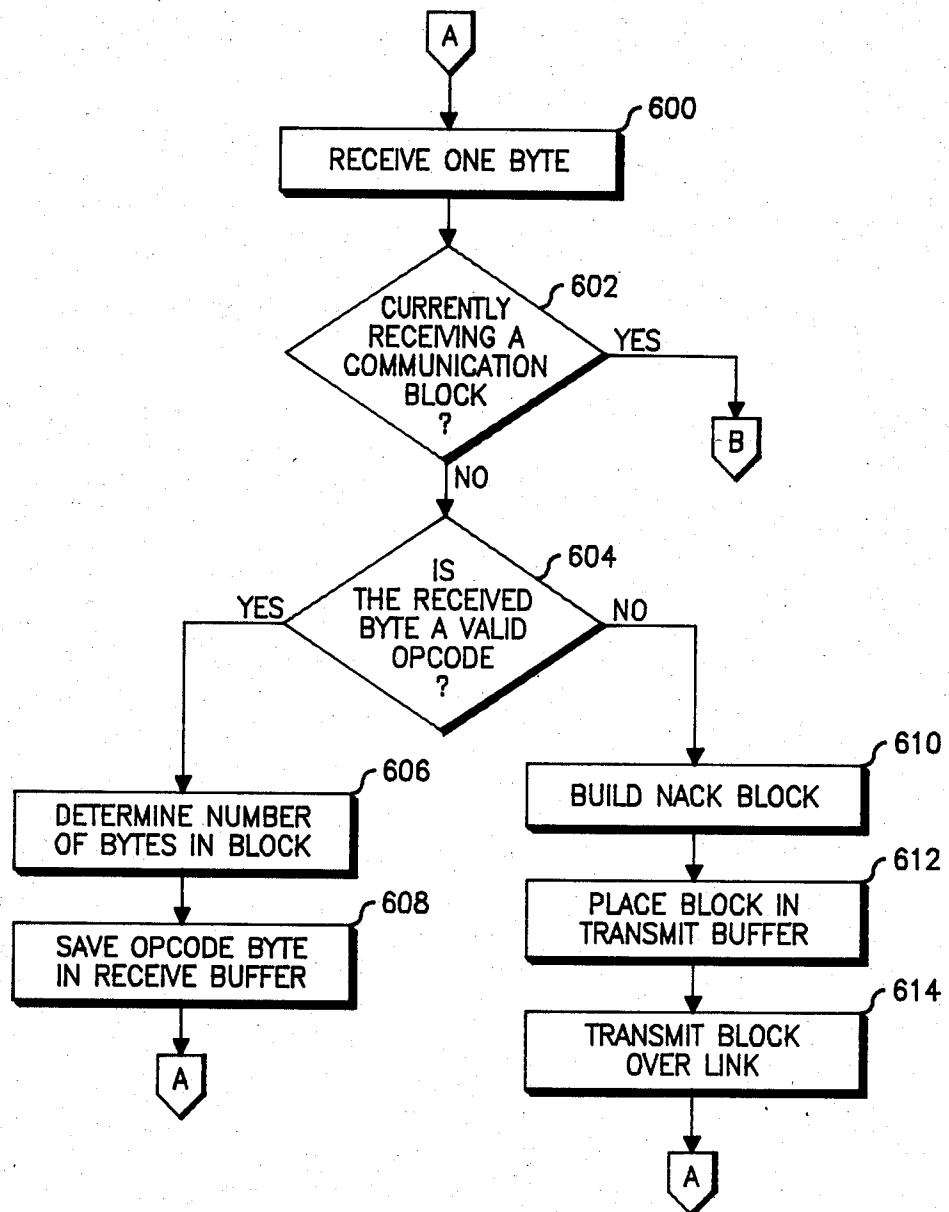 A
600
RECEIVE ONE BYTE
602
CURRENTLY
RECEIVING A
COMMUNICATION
BLOCK
?
YES
B
NO
604
IS
THE RECEIVED
BYTE A VALID
OPCODE
?
YES
NO
606
DETERMINE NUMBER
OF BYTES IN BLOCK
608
SAVE OPCODE BYTE
IN RECEIVE BUFFER
A
610
BUILD NACK BLOCK
612
PLACE BLOCK IN
TRANSMIT BUFFER
614
TRANSMIT BLOCK
OVER LINK
A